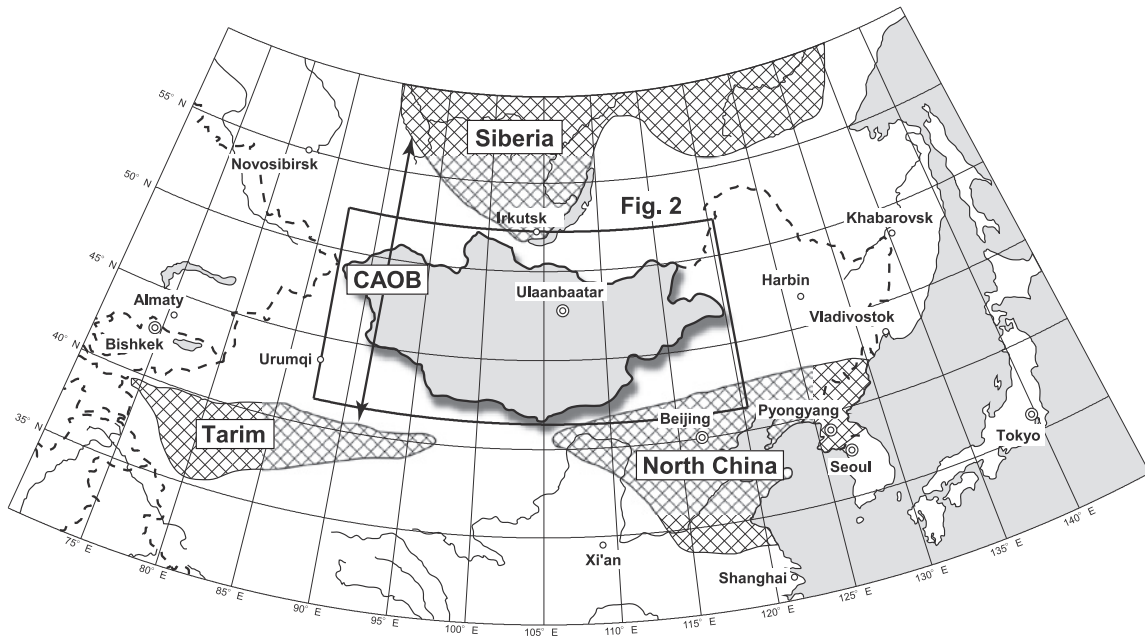 55° N
Siberia
Novosibirsk
50° N
Irkutsk
Fig. 2
Khabarovsk
45° N
CAOB
Ulaanbaatar
Harbin
Almaty
Vladivostok
Bishkek
40° N
Urumqi
35° N
Tarim
Beijing
Pyongyang
Tokyo
North China
Seoul
Xi'an
Shanghai
75° E
80° E
85° E
90° E
95° E
100° E
105° E
110° E
115° E
120° E
125° E
130° E
135° E
140° E